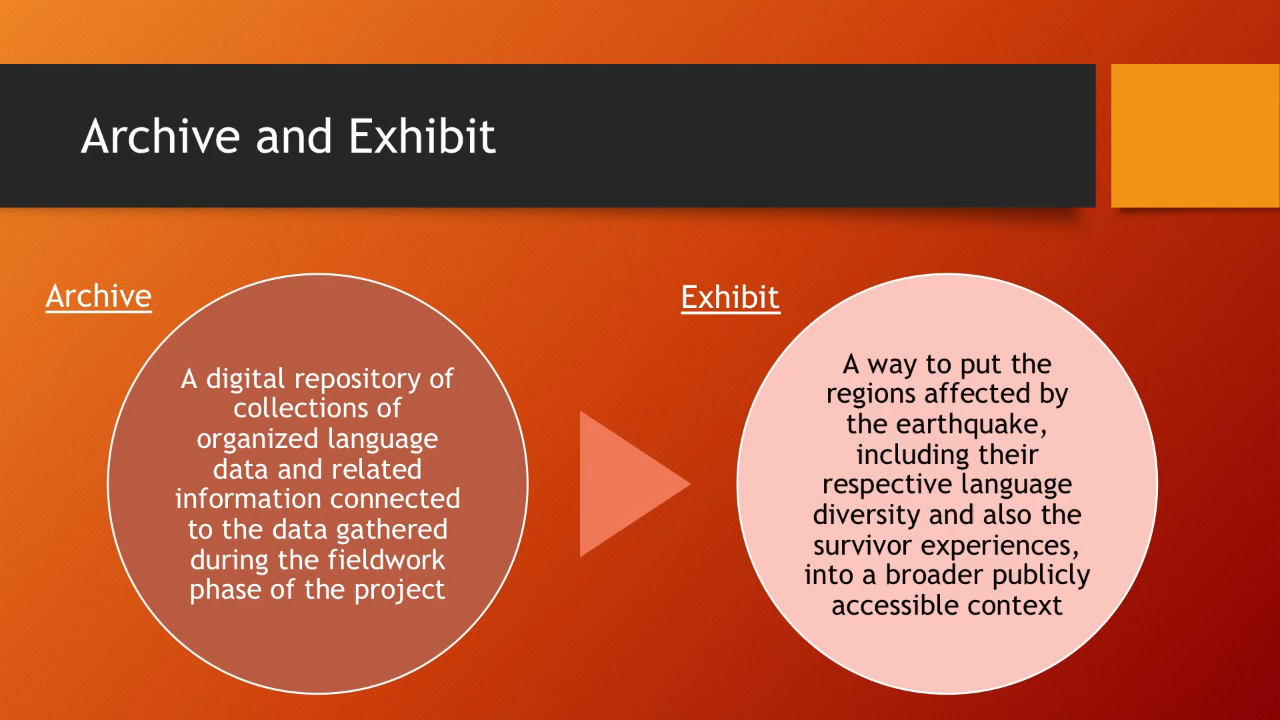 Archive and Exhibit
Archive
A digital repository of
collections of
organized language
data and related
information connected
to the data gathered
during the fieldwork
phase of the project
Exhibit
A way to put the
regions affected by
the earthquake,
including their
respective language
diversity and also the
survivor experiences,
into a broader publicly
accessible context